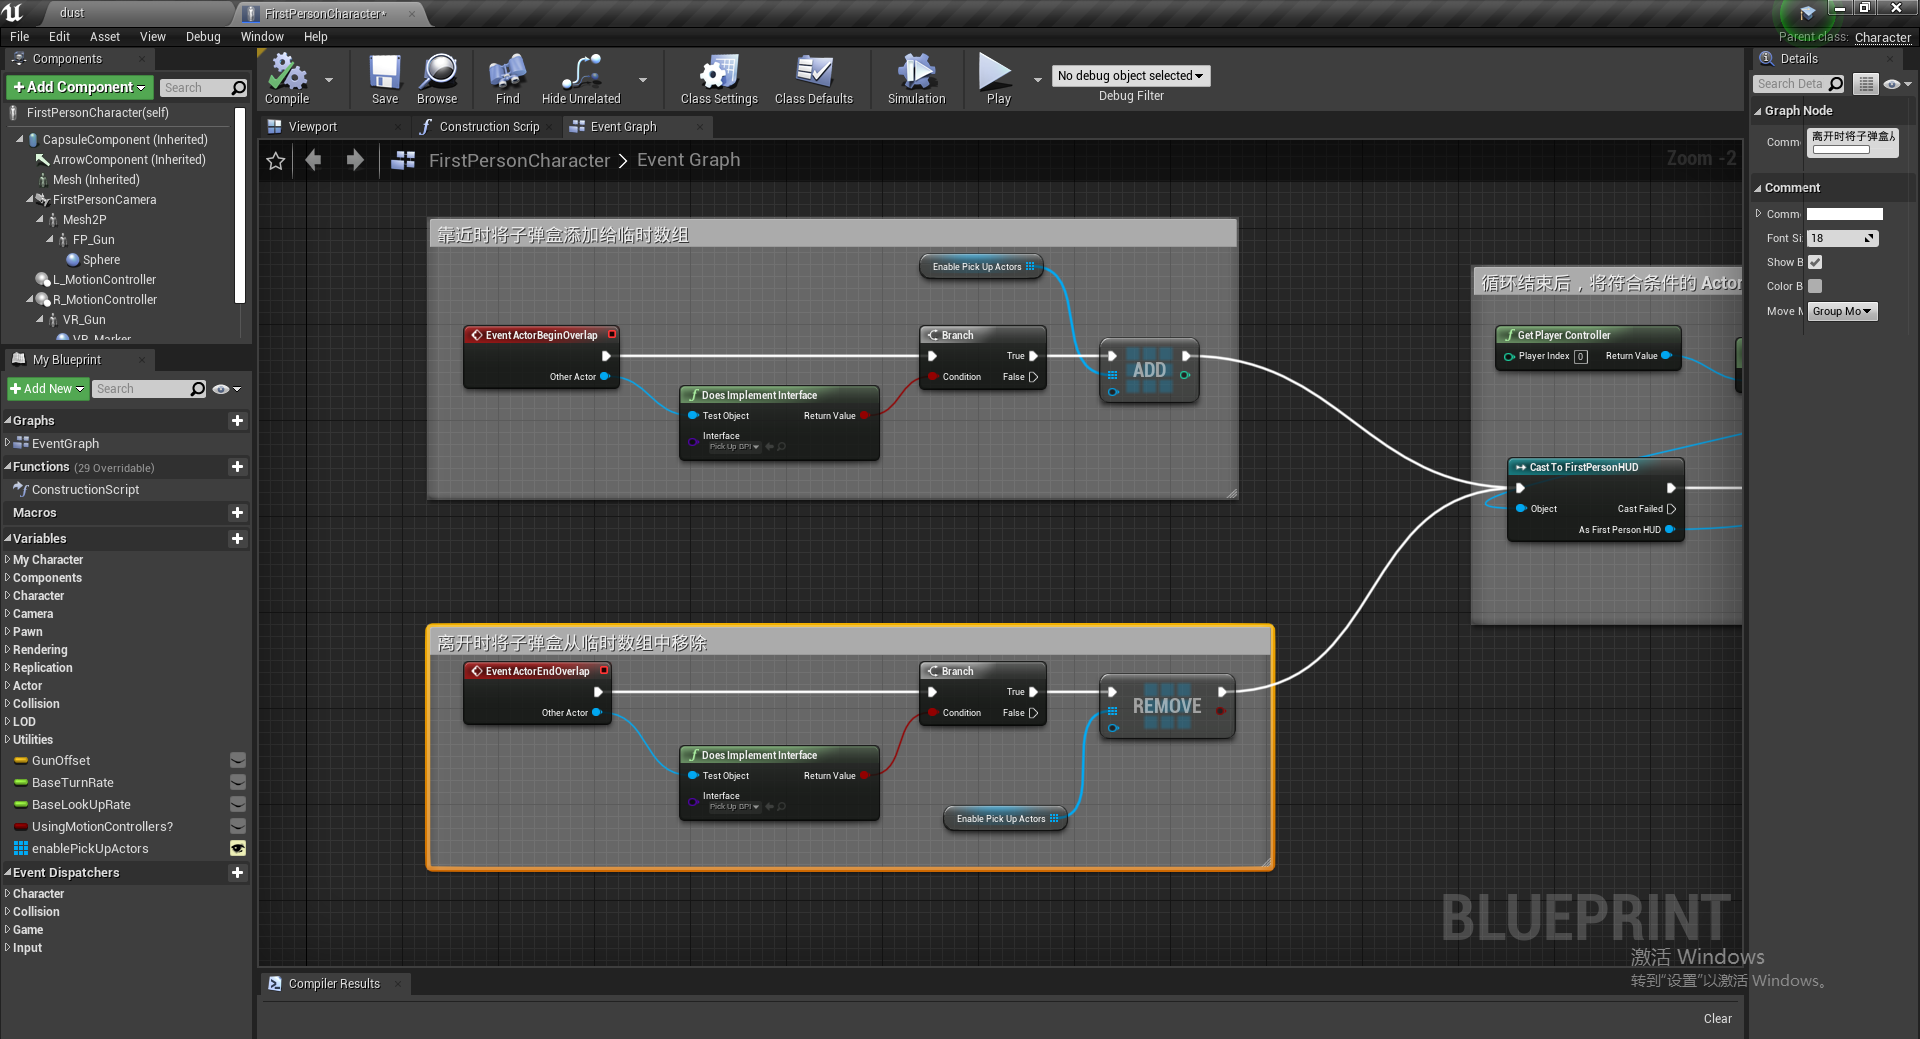 dust
FirstPersonCharacter*
File Edit Asset View Debug Window Help
Parent class: Character
Components
+Add Component
Search
FirstPersonCharacter(self)
CapsuleComponent (Inherited)
ArrowComponent (Inherited)
Mesh (Inherited)
FirstPersonCamera
Mesh2P
FP_Gun
Sphere
L_MotionController
R_MotionController
VR_Gun
VR_Marker
My Blueprint
+Add New
Search
Graphs
EventGraph
Functions (29 Overridable)
ConstructionScript
Macros
Variables
My Character
Components
Character
Camera
Pawn
Rendering
Replication
Actor
Collision
LOD
Utilities
GunOffset
BaseTurnRate
BaseLookUpRate
UsingMotionControllers?
enablePickUpActors
Event Dispatchers
Character
Collision
Game
Input
Compile
Save
Browse
Find
Hide Unrelated
Class Settings
Class Defaults
Simulation
Play
No debug object selected
Debug Filter
Viewport
Construction Scrip
Event Graph
FirstPersonCharacter > Event Graph
Zoom -2
靠近时将子弹盒添加给临时数组
Enable Pick Up Actors
Event ActorBeginOverlap
Other Actor
Does Implement Interface
Test Object Return Value
Interface
Pick Up BPI
Branch
True
Condition False
ADD
循环结束后，将符合条件的 Actor
Get Player Controller
Player Index 0 Return Value
Cast To FirstPersonHUD
Object Cast Failed
As First Person HUD
离开时将子弹盒从临时数组中移除
Event ActorEndOverlap
Other Actor
Does Implement Interface
Test Object Return Value
Interface
Pick Up BPI
Branch
True
Condition False
REMOVE
Enable Pick Up Actors
BLUEPRINT
激活 Windows
转到“设置”以激活 Windows。
Compiler Results
Clear
Details
Search Deta
Graph Node
Comm
离开时将子弹盒从
Comment
Comm
Font Si 18
Show B
Color B
Move M Group Mo